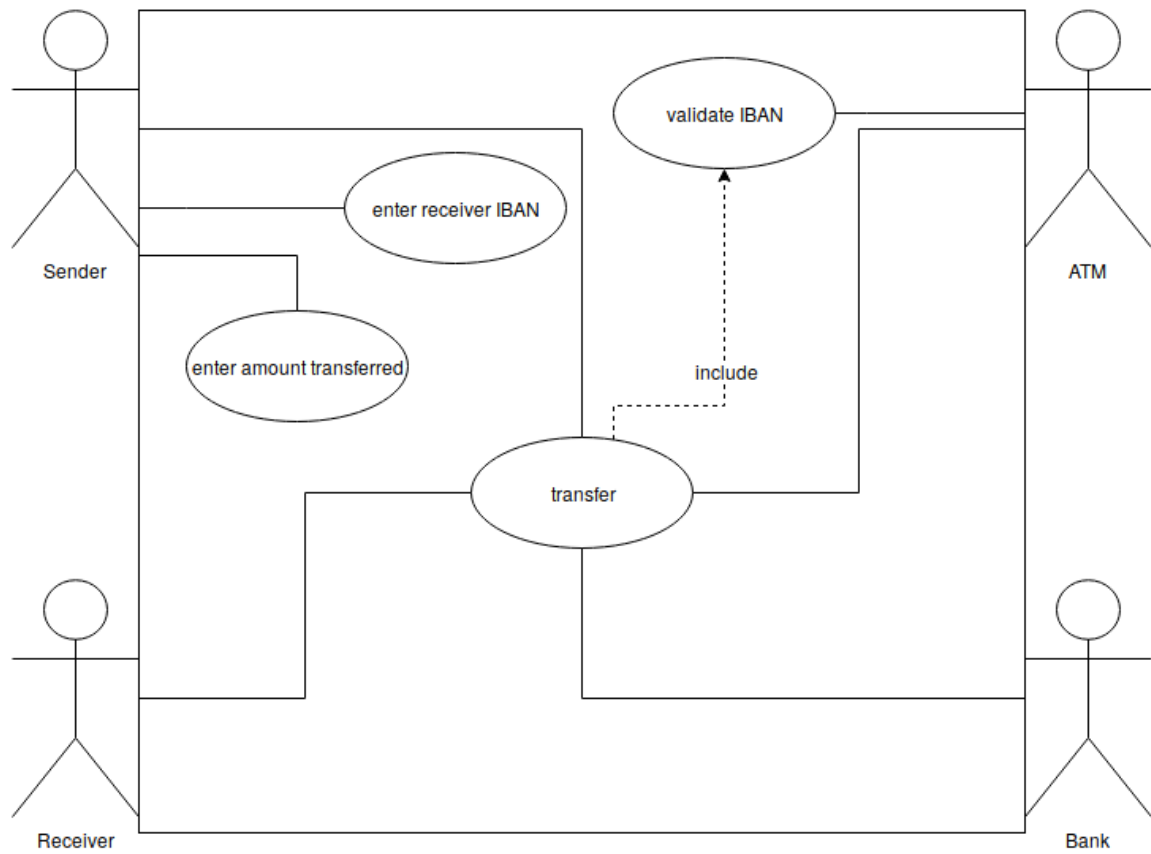 validate IBAN
enter receiver IBAN
Sender
ATM
enter amount transferred
include
transfer
Receiver
Bank